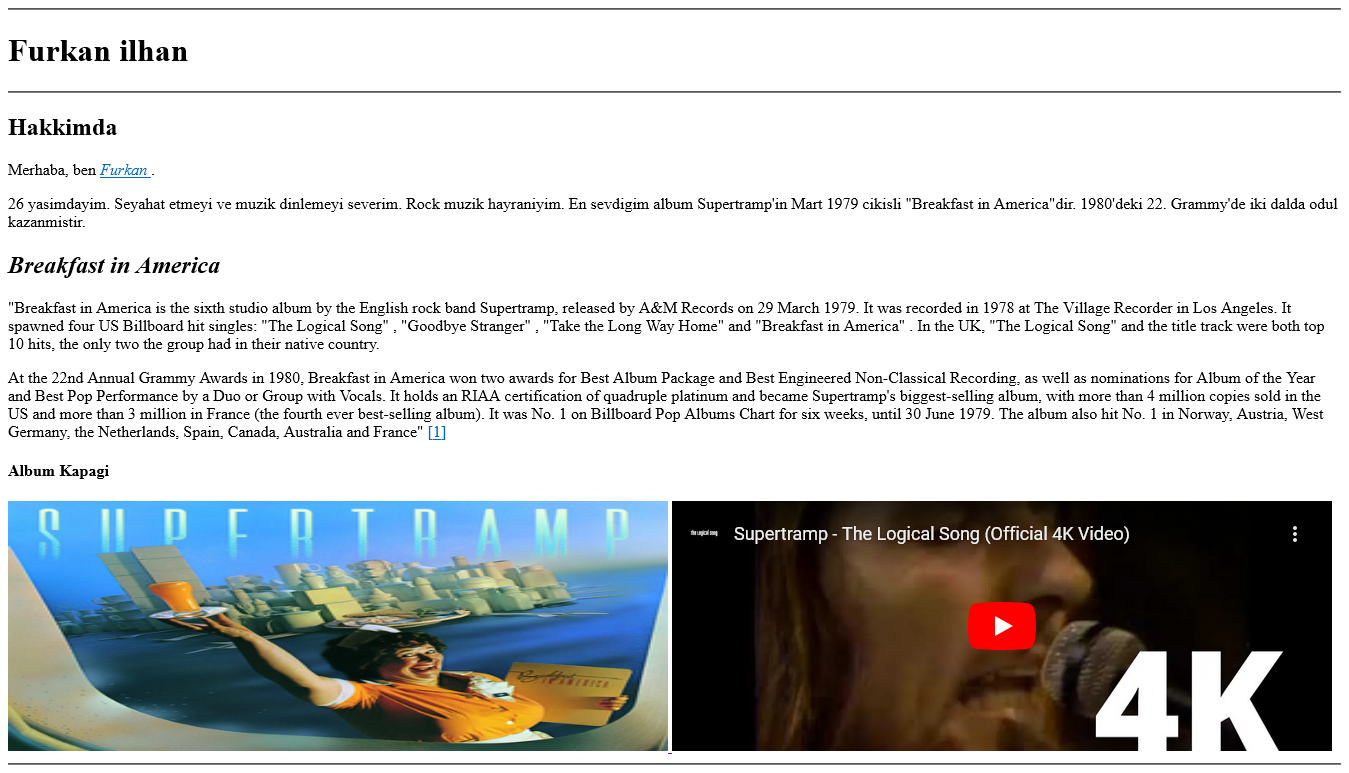 Furkan ilhan
Hakkimda
Merhaba, ben Furkan .
26 yasimdayim. Seyahat etmeyi ve muzik dinlemeyi severim. Rock muzik hayraniyim. En sevdigim album Supertramp'in Mart 1979 cikisli "Breakfast in America"dir. 1980'deki 22. Grammy'de iki dalda odul
kazanmistir.
Breakfast in America
"Breakfast in America is the sixth studio album by the English rock band Supertramp, released by A&M Records on 29 March 1979. It was recorded in 1978 at The Village Recorder in Los Angeles. It
spawned four US Billboard hit singles: "The Logical Song" , "Goodbye Stranger" , "Take the Long Way Home" and "Breakfast in America" . In the UK, "The Logical Song" and the title track were both top
10 hits, the only two the group had in their native country.
At the 22nd Annual Grammy Awards in 1980, Breakfast in America won two awards for Best Album Package and Best Engineered Non-Classical Recording, as well as nominations for Album of the Year
and Best Pop Performance by a Duo or Group with Vocals. It holds an RIAA certification of quadruple platinum and became Supertramp's biggest-selling album, with more than 4 million copies sold in the
US and more than 3 million in France (the fourth ever best-selling album). It was No. 1 on Billboard Pop Albums Chart for six weeks, until 30 June 1979. The album also hit No. 1 in Norway, Austria, West
Germany, the Netherlands, Spain, Canada, Australia and France" [1]
Album Kapagi
SUPERTRAMP
Breakfast
IN AMERICA
the logical song
Supertramp - The Logical Song (Official 4K Video)
4K